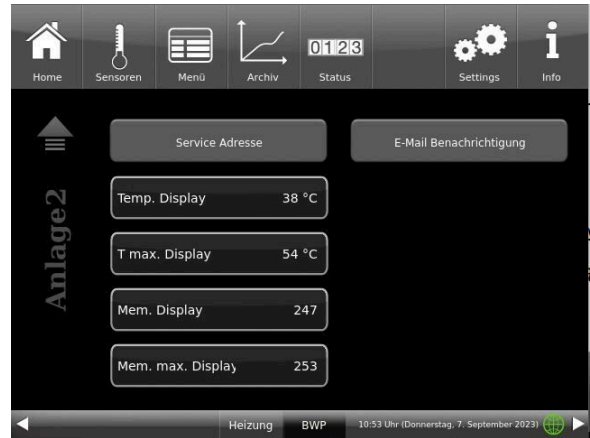 Home Sensoren Menü Archiv 0123 Status Settings Info
Anlage2
Service Adresse
E-Mail Benachrichtigung
Temp. Display 38 °C
T max. Display 54 °C
Mem. Display 247
Mem. max. Display 253
Heizung BWP 10:53 Uhr (Donnerstag, 7. September 2023)